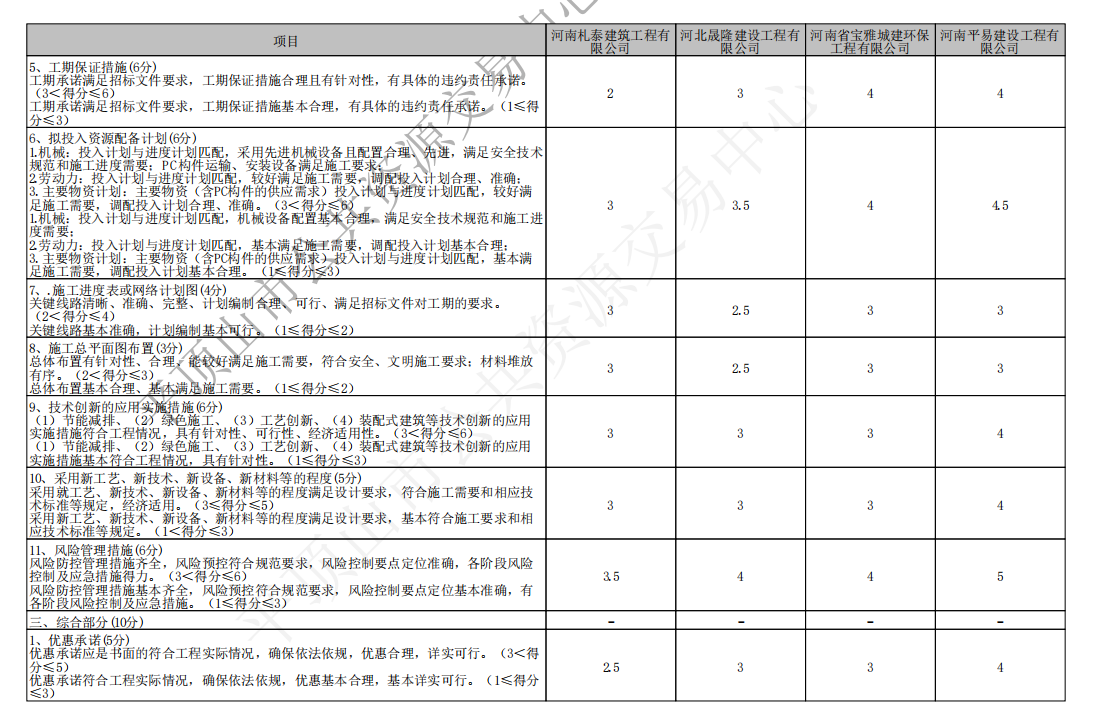 项目
河南札泰建筑工程有
限公司
河北晟隆建设工程有
限公司
河南省宝雅城建环保
工程有限公司
河南平易建设工程有
限公司
5、工期保证措施(6分)
工期承诺满足招标文件要求，工期保证措施合理且有针对性，有具体的违约责任承诺。
（3＜得分≤6）
工期承诺满足招标文件要求，工期保证措施基本合理，有具体的违约责任承诺。（1≤得
分≤3）
2
3
4
4
6、拟投入资源配备计划(6分)
1.机械：投入计划与进度计划匹配，采用先进机械设备且配置合理、先进，满足安全技术
规范和施工进度需要；PC构件运输、安装设备满足施工要求；
2.劳动力：投入计划与进度计划匹配，较好满足施工需要，调配投入计划合理、准确；
3.主要物资计划：主要物资（含PC构件的供应需求）投入计划与进度计划匹配，较好满
足施工需要，调配投入计划合理、准确。（3＜得分≤6）
1.机械：投入计划与进度计划匹配，机械设备配置基本合理，满足安全技术规范和施工进
度需要；
2.劳动力：投入计划与进度计划匹配，基本满足施工需要，调配投入计划基本合理；
3.主要物资计划：主要物资（含PC构件的供应需求）投入计划与进度计划匹配，基本满
足施工需要，调配投入计划基本合理。（1≤得分≤3）
3
3.5
4
4.5
7、.施工进度表或网络计划图(4分)
关键线路清晰、准确、完整、计划编制合理、可行、满足招标文件对工期的要求。
（2＜得分≤4）
关键线路基本准确，计划编制基本可行。（1≤得分≤2）
3
2.5
3
3
8、施工总平面图布置(3分)
总体布置有针对性、合理、能较好满足施工需要，符合安全、文明施工要求；材料堆放
有序。（2＜得分≤3）
总体布置基本合理、基本满足施工需要。（1≤得分≤2）
3
2.5
3
3
9、技术创新的应用实施措施(6分)
（1）节能减排、（2）绿色施工、（3）工艺创新、（4）装配式建筑等技术创新的应用
实施措施符合工程情况，具有针对性、可行性、经济适用性。（3＜得分≤6）
（1）节能减排、（2）绿色施工、（3）工艺创新、（4）装配式建筑等技术创新的应用
实施措施基本符合工程情况，具有针对性。（1≤得分≤3）
3
3
3
4
10、采用新工艺、新技术、新设备、新材料等的程度(5分)
采用就工艺、新技术、新设备、新材料等的程度满足设计要求，符合施工需要和相应技
术标准等规定，经济适用。（3≤得分≤5）
采用新工艺、新技术、新设备、新材料等的程度满足设计要求，基本符合施工要求和相
应技术标准等规定。（1＜得分≤3）
3
3
3
4
11、风险管理措施(6分)
风险防控管理措施齐全，风险预控符合规范要求，风险控制要点定位准确，各阶段风险
控制及应急措施得力。（3＜得分≤6）
风险防控管理措施基本齐全，风险预控符合规范要求，风险控制要点定位基本准确，有
各阶段风险控制及应急措施。（1≤得分≤3）
3.5
4
4
5
三、综合部分(10分)
-
-
-
-
1、优惠承诺(5分)
优惠承诺应是书面的符合工程实际情况，确保依法依规，优惠合理，详实可行。（3＜得
分≤5）
优惠承诺符合工程实际情况，确保依法依规，优惠基本合理，基本详实可行。（1≤得分
≤3）
2.5
3
3
4
平顶山市公共资源交易中心
平顶山市公共资源交易中心